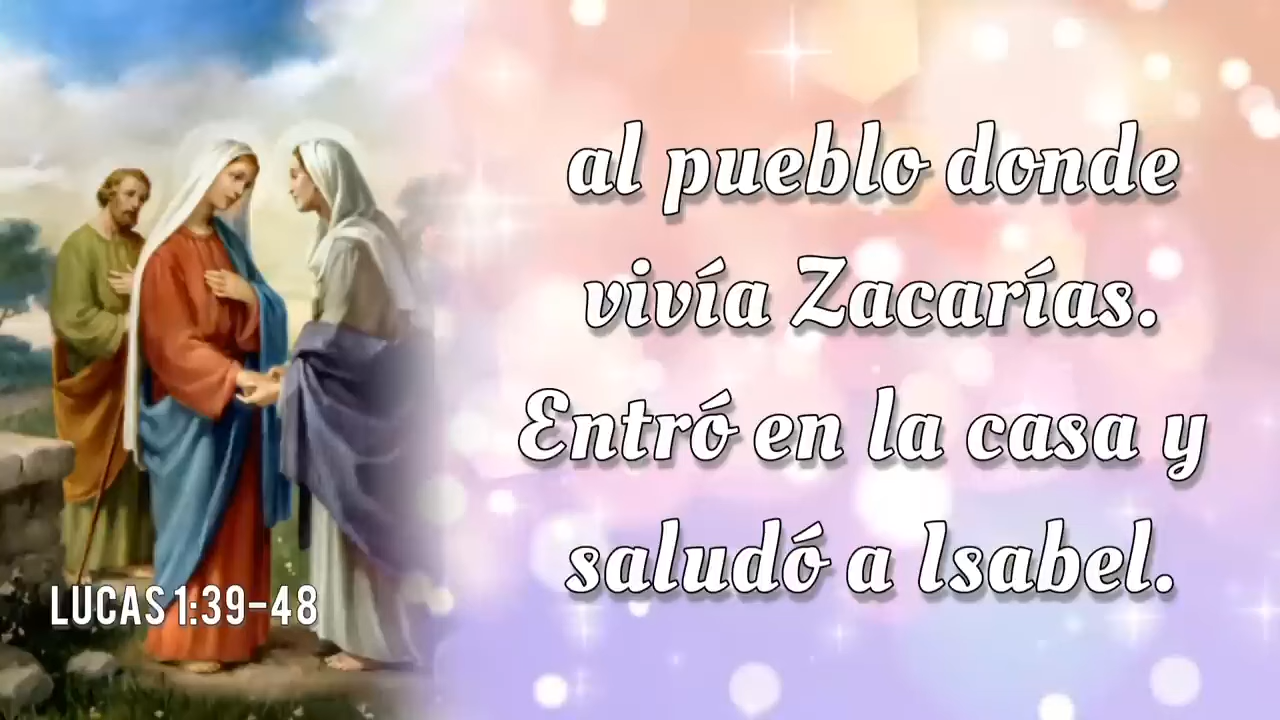 al pueblo donde
vivía Zacarías.
Entró en la casa y
saludó a Isabel.
LUCAS 1:39-48